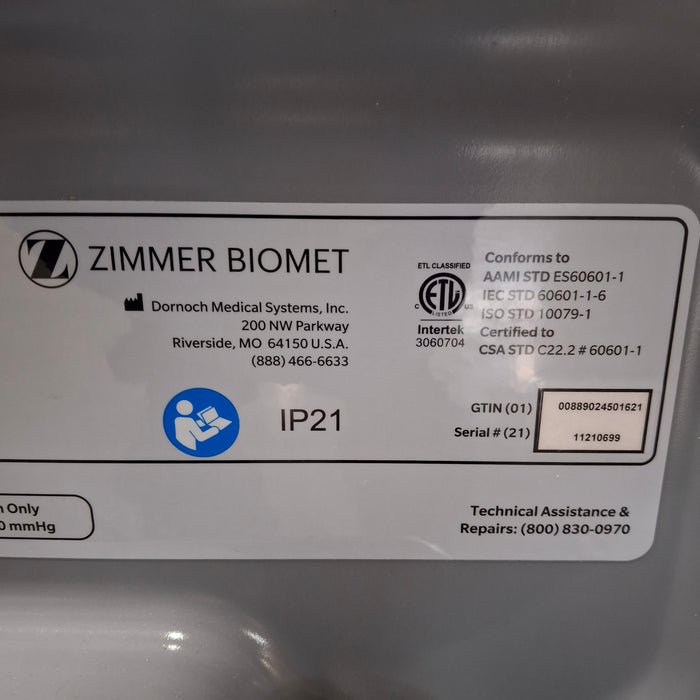 Z ZIMMER BIOMET
Dornoch Medical Systems, Inc.
200 NW Parkway
Riverside, MO 64150 U.S.A.
(888) 466-6633
ETL CLASSIFIED
C ETL US
LISTED
Intertek
3060704
Conforms to
AAMI STD ES60601-1
IEC STD 60601-1-6
ISO STD 10079-1
Certified to
CSA STD C22.2 # 60601-1
IP21
GTIN (01) 00889024501621
Serial # (21) 11210699
Only
0 mmHg
Technical Assistance &
Repairs: (800) 830-0970